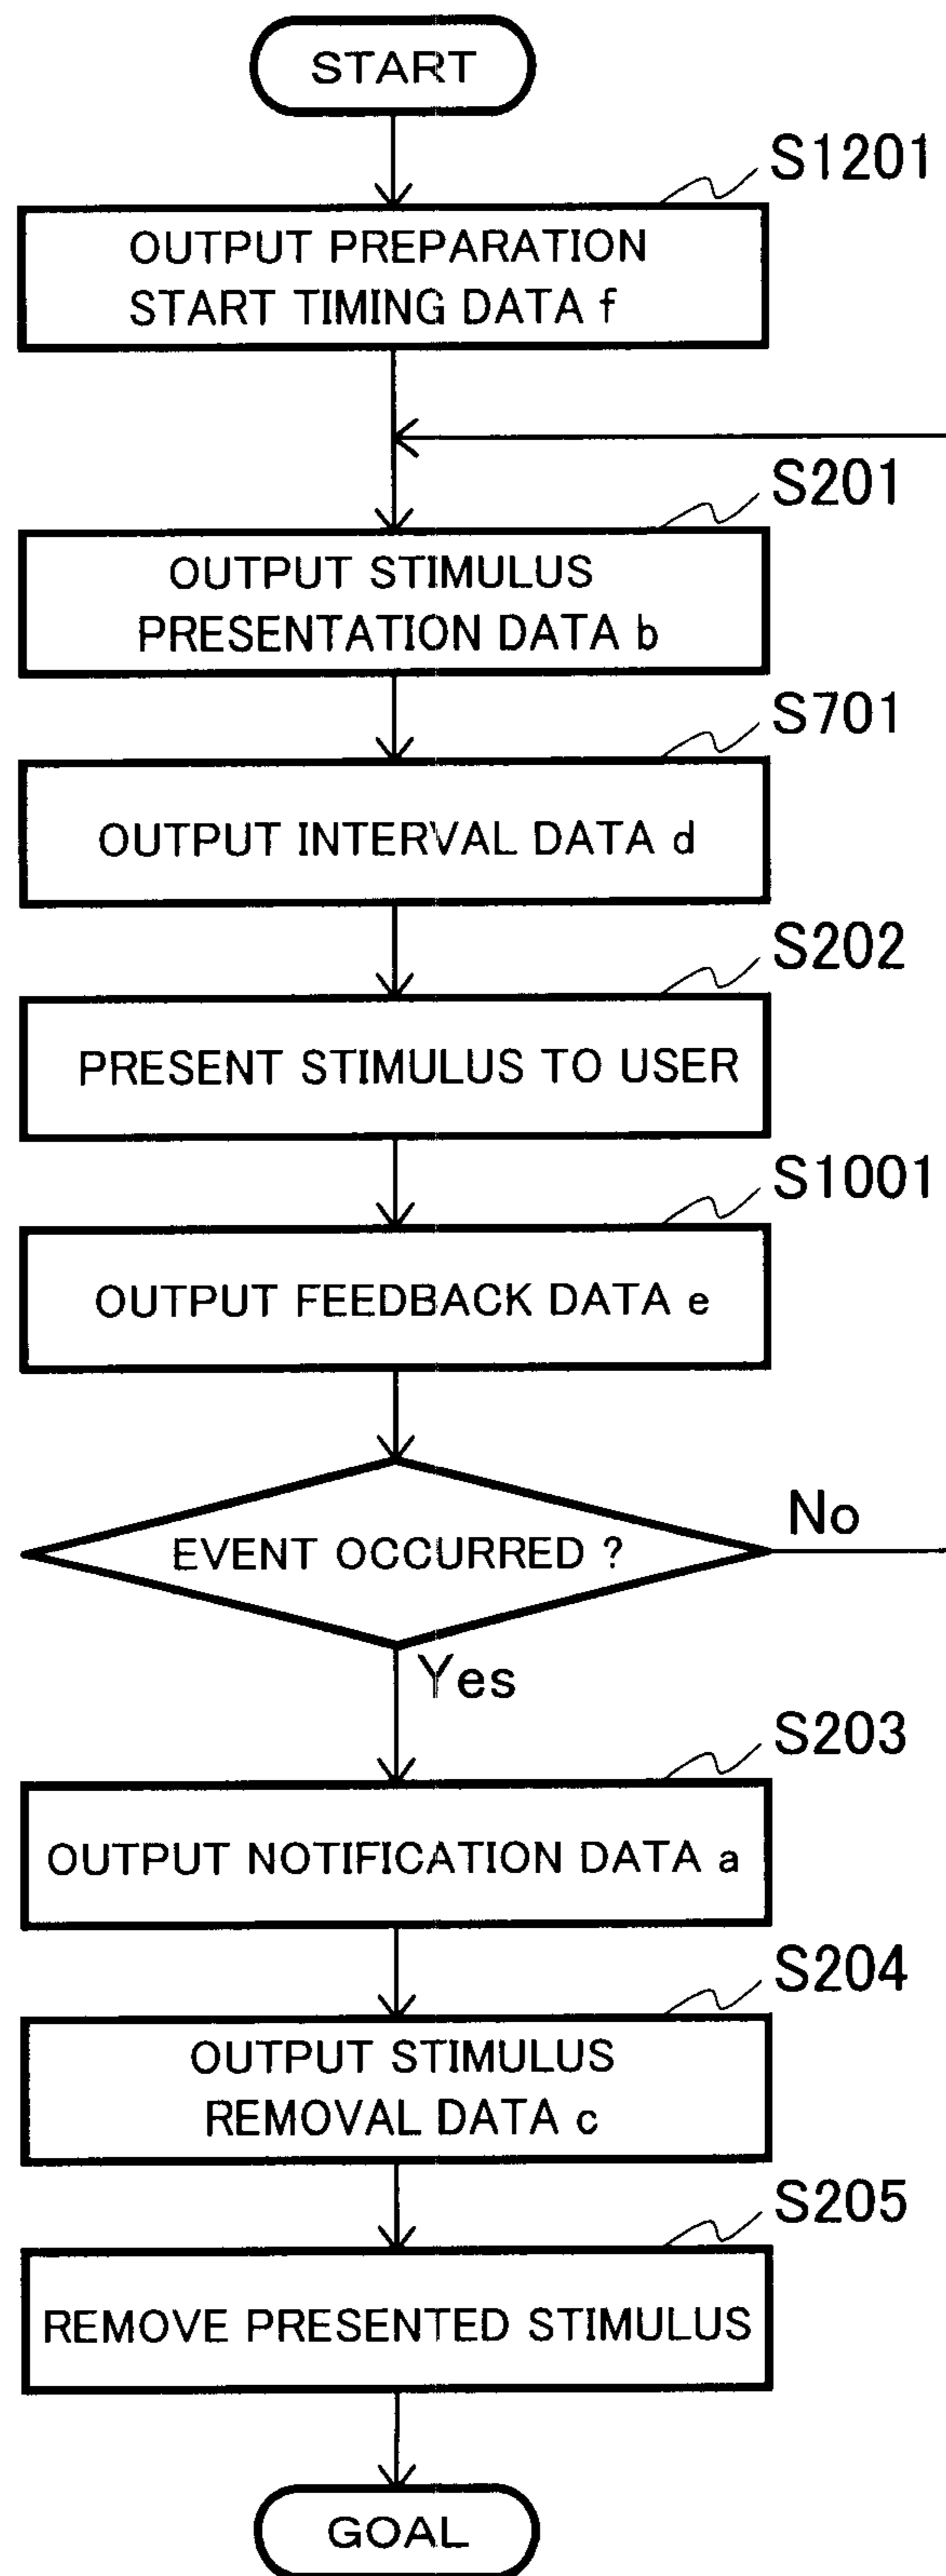 START
S1201
OUTPUT PREPARATION
START TIMING DATA f
S201
OUTPUT STIMULUS
PRESENTATION DATA b
S701
OUTPUT INTERVAL DATA d
S202
PRESENT STIMULUS TO USER
S1001
OUTPUT FEEDBACK DATA e
EVENT OCCURRED ?
No
Yes
S203
OUTPUT NOTIFICATION DATA a
S204
OUTPUT STIMULUS
REMOVAL DATA c
S205
REMOVE PRESENTED STIMULUS
GOAL